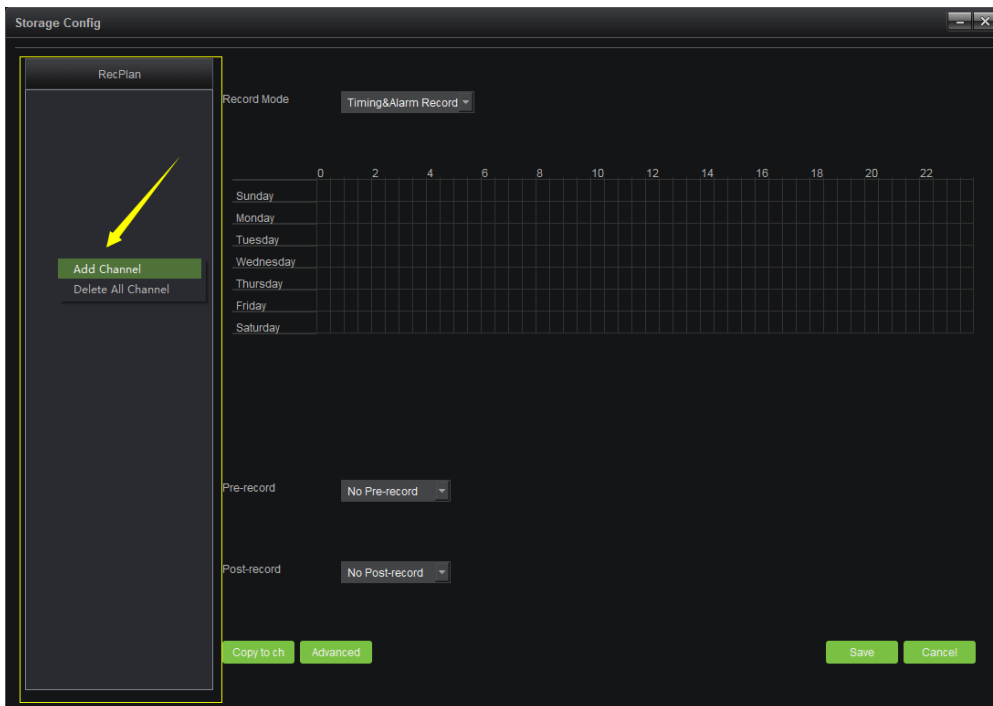 Storage Config
RecPlan
Record Mode
Timing&Alarm Record
0 2 4 6 8 10 12 14 16 18 20 22
Sunday
Monday
Tuesday
Wednesday
Thursday
Friday
Saturday
Add Channel
Delete All Channel
Pre-record
No Pre-record
Post-record
No Post-record
Copy to ch
Advanced
Save
Cancel